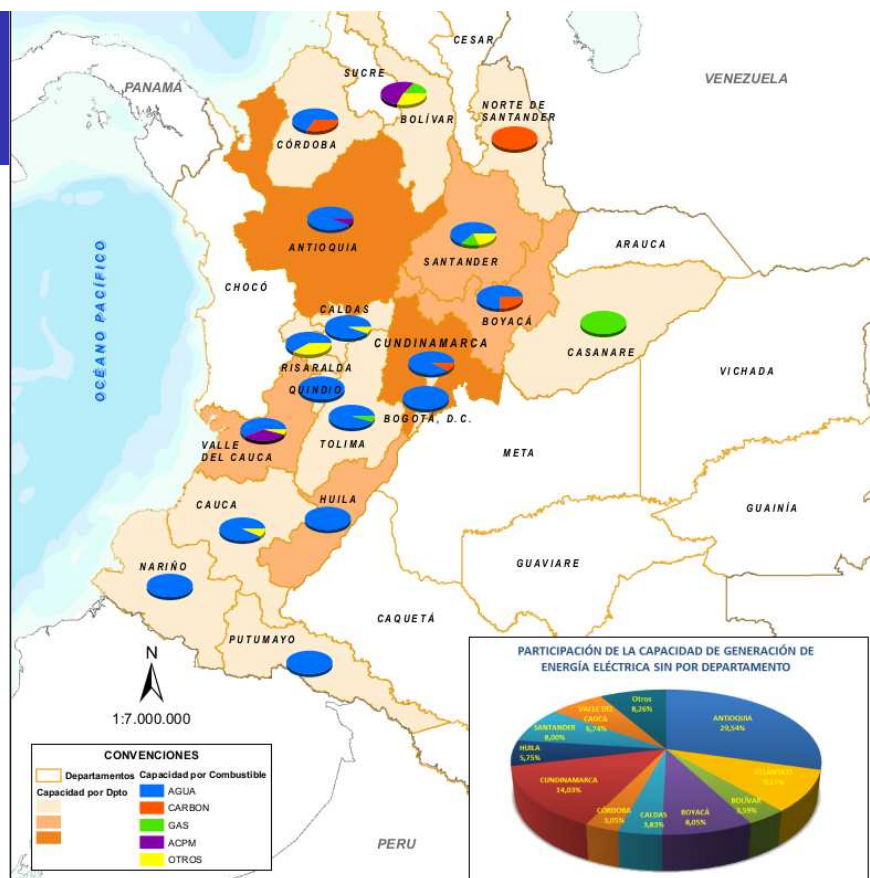 CESAR
PANAMÁ
SUCRE
VENEZUELA
BOLÍVAR
NORTE DE
SANTANDER
CÓRDOBA
ANTIOQUIA
SANTANDER
ARAUCA
CHOCÓ
OCÉANO PACÍFICO
CALDAS
BOYACÁ
CUNDINAMARCA
CASANARE
RISARALDA
VICHADA
QUINDIO
BOGOTÁ, D.C.
TOLIMA
VALLE
DEL CAUCA
META
CAUCA
HUILA
GUAINÍA
GUAVIARE
NARIÑO
CAQUETÁ
PUTUMAYO
N
1:7.000.000
PERU
CONVENCIONES
Departamentos
Capacidad por Dpto
Capacidad por Combustible
AGUA
CARBON
GAS
ACPM
OTROS
PARTICIPACIÓN DE LA CAPACIDAD DE GENERACIÓN DE
ENERGÍA ELÉCTRICA SIN POR DEPARTAMENTO
Otros
8,26%
VALLE DEL
CAUCA
SANTANDER
8,00%
HUILA
5,75%
CUNDINAMARCA
14,03%
CÓRDOBA
CALDAS
3,83%
BOYACÁ
8,05%
BOLÍVAR
3,59%
ATLÁNTICO
ANTIOQUIA
29,54%